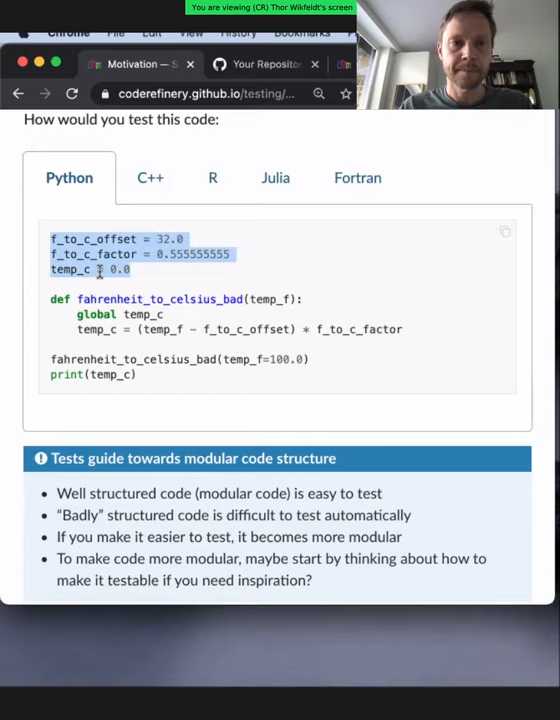 You are viewing (CR) Thor Wikfeldt's screen
Chrome File Edit View History Bookmarks
Motivation — S
Your Reposito
coderefinery.github.io/testing/...
How would you test this code:
Python C++ R Julia Fortran
f_to_c_offset = 32.0
f_to_c_factor = 0.555555555
temp_c = 0.0
def fahrenheit_to_celsius_bad(temp_f):
global temp_c
temp_c = (temp_f - f_to_c_offset) * f_to_c_factor
fahrenheit_to_celsius_bad(temp_f=100.0)
print(temp_c)
Tests guide towards modular code structure
• Well structured code (modular code) is easy to test
• “Badly” structured code is difficult to test automatically
• If you make it easier to test, it becomes more modular
• To make code more modular, maybe start by thinking about how to
make it testable if you need inspiration?